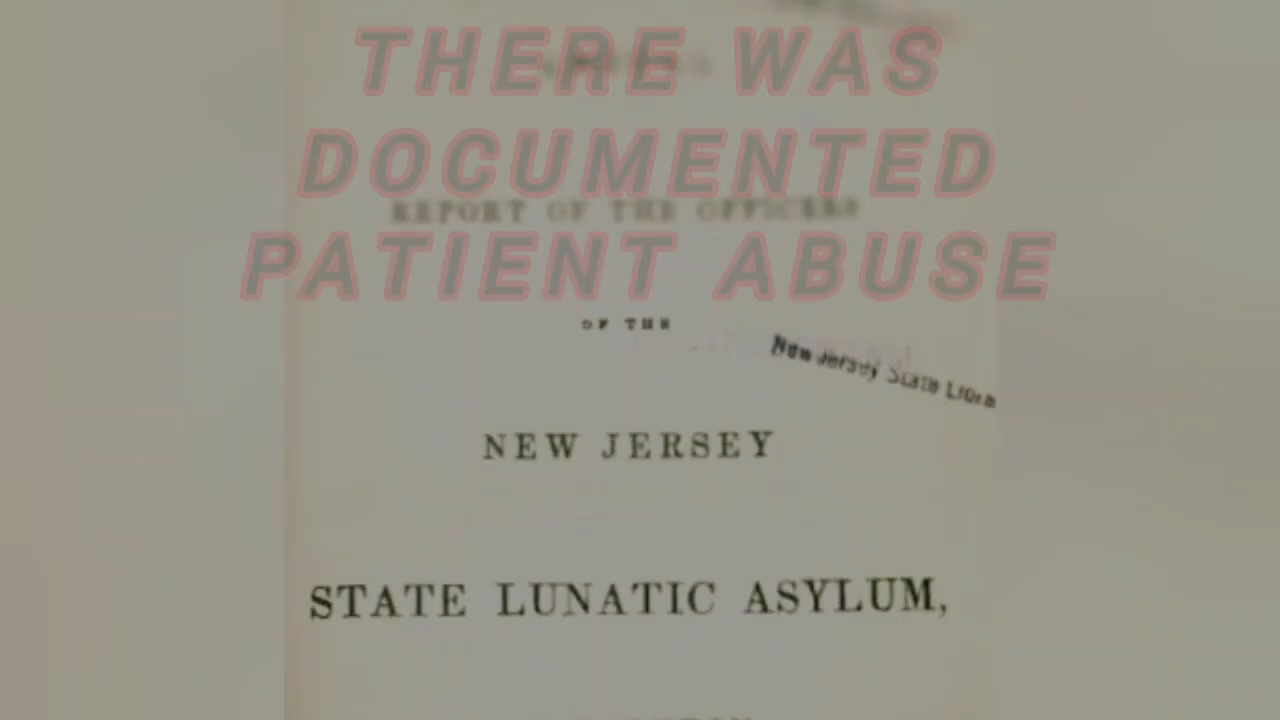 THERE WAS
DOCUMENTED
REPORT OF THE OFFICERS
PATIENT ABUSE
OF THE
New Jersey State
NEW JERSEY
STATE LUNATIC ASYLUM,